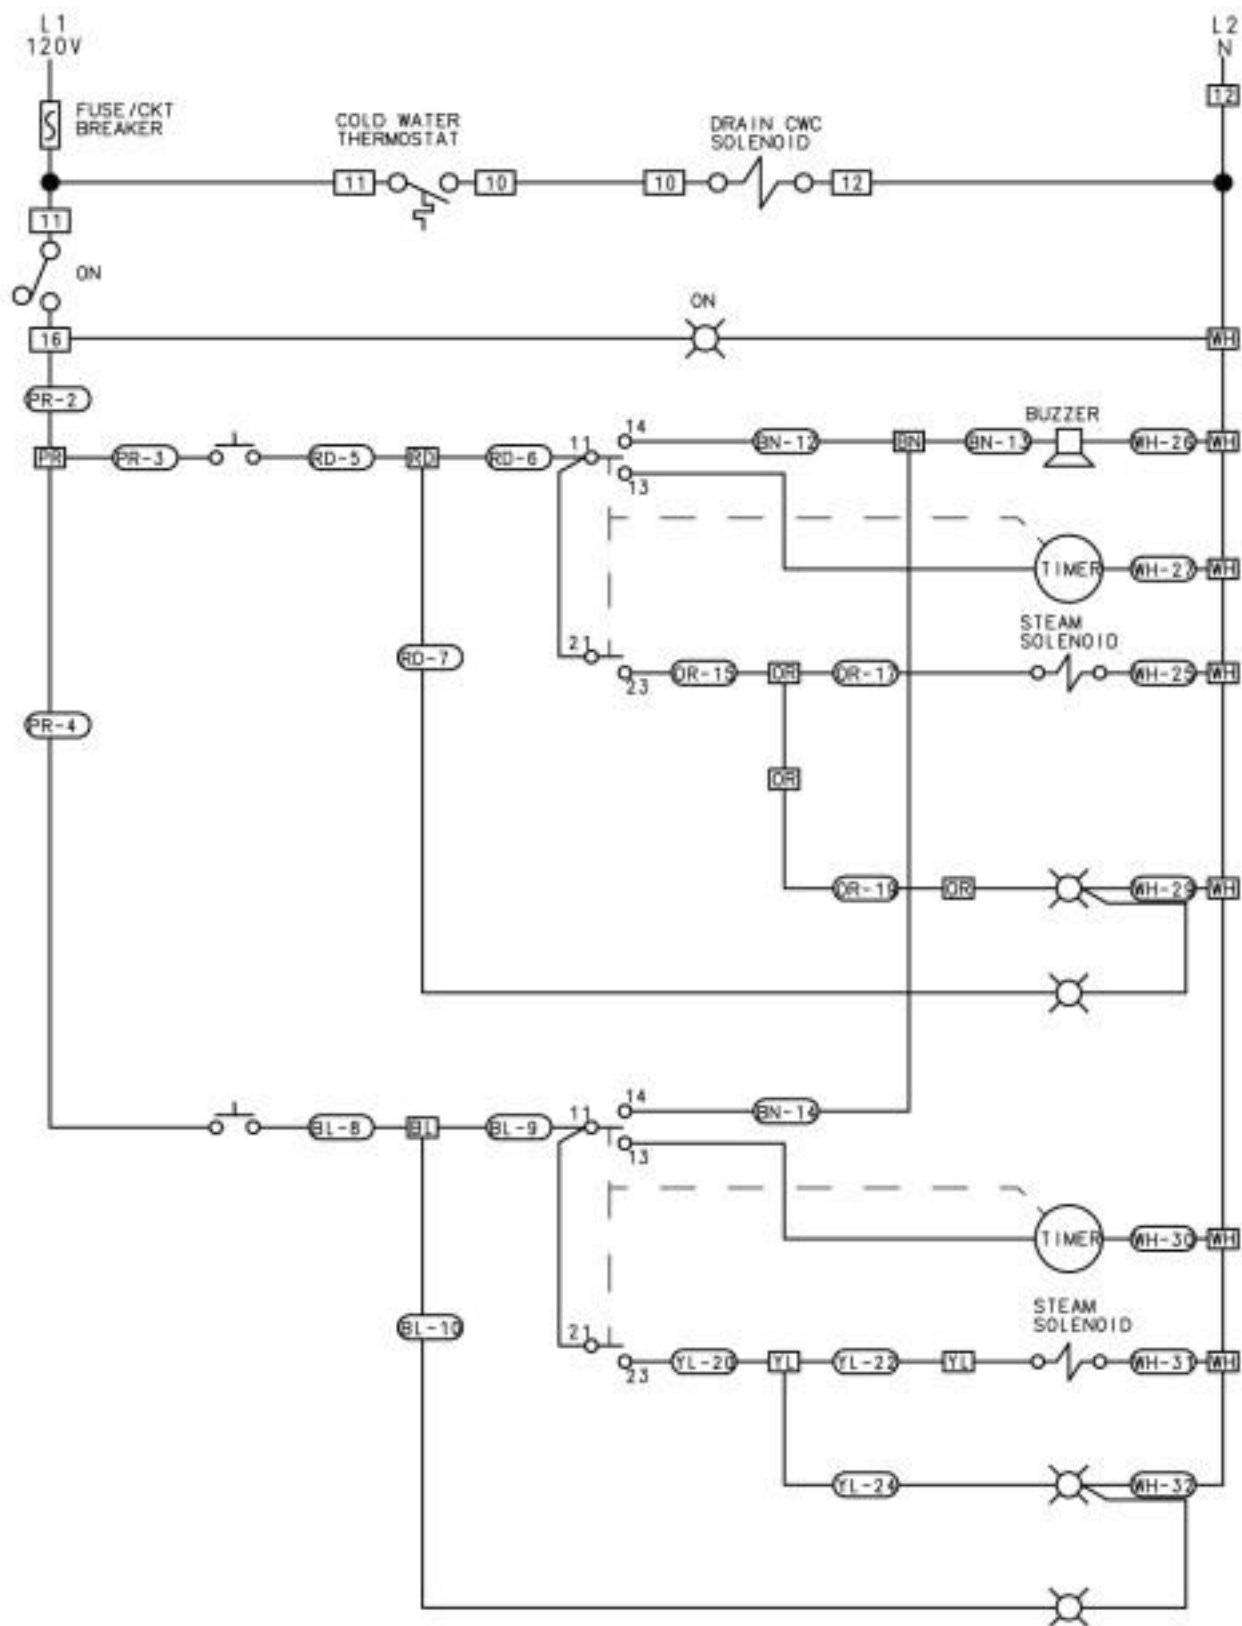 L1
120V
L2
N
12
FUSE/CKT
BREAKER
COLD WATER
THERMOSTAT
DRAIN CWC
SOLENOID
11 10 10 12
11
ON
ON
16 WH
PR-2
BUZZER
14
BN-12 BN BN-13 WH-26 WH
PR PR-3 RD-5 RD RD-6 11
13
TIMER WH-27 WH
STEAM
SOLENOID
21
RD-7
23 OR-15 OR OR-17 WH-25 WH
PR-4
OR
OR-19 OR WH-29 WH
14
BN-14
BL-8 BL BL-9 11
13
TIMER WH-30 WH
STEAM
SOLENOID
BL-10
21
23 YL-20 YL YL-22 YL WH-31 WH
YL-24 WH-32